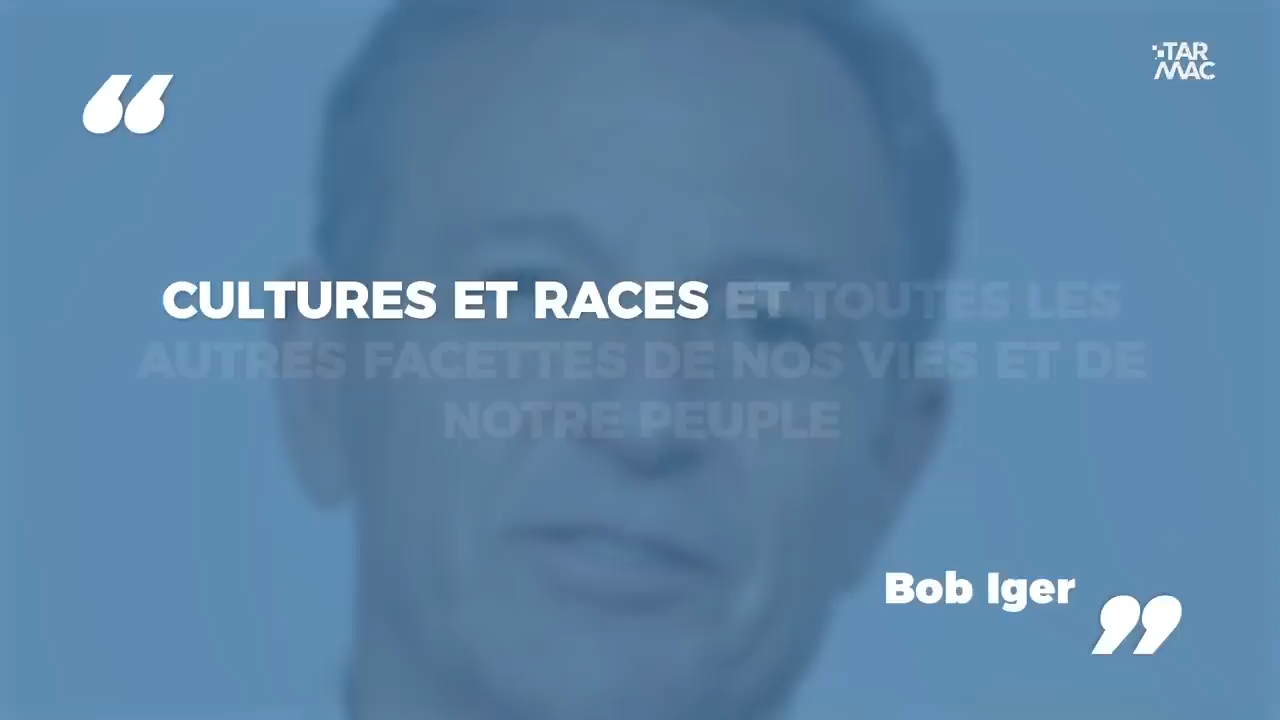 TAR
MAC
“
CULTURES ET RACES ET TOUTES LES
AUTRES FACETTES DE NOS VIES ET DE
NOTRE PEUPLE
Bob Iger
”